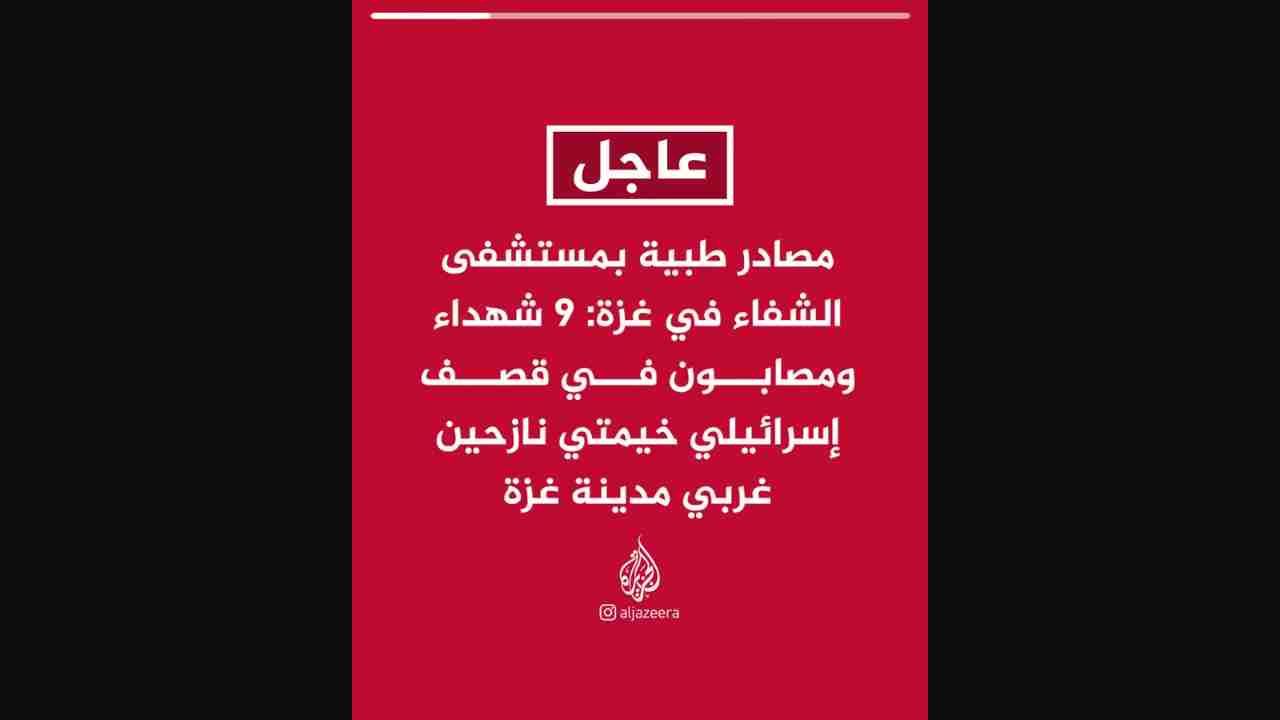 عاجل
مصادر طبية بمستشفى
الشفاء في غزة: 9 شهداء
ومصابون في قصف
إسرائيلي خيمتي نازحين
غربي مدينة غزة
الجزيرة
aljazeera